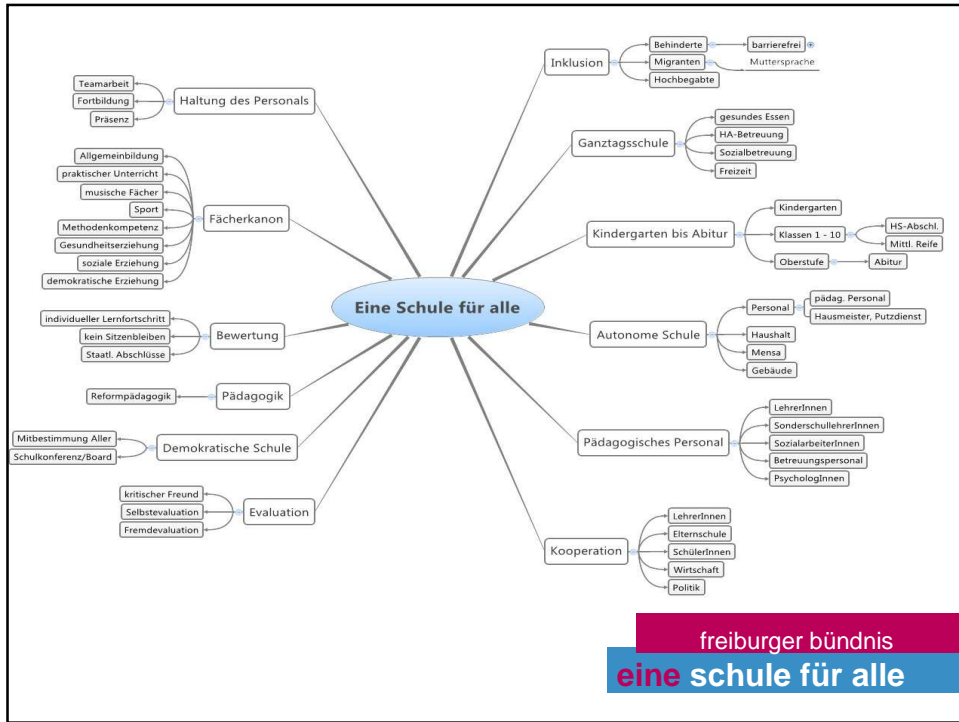 Eine Schule für alle
Inklusion
Behinderte
barrierefrei
Migranten
Muttersprache
Hochbegabte
Ganztagsschule
gesundes Essen
HA-Betreuung
Sozialbetreuung
Freizeit
Kindergarten bis Abitur
Kindergarten
Klassen 1 - 10
HS-Abschl.
Mittl. Reife
Oberstufe
Abitur
Autonome Schule
Personal
pädag. Personal
Hausmeister, Putzdienst
Haushalt
Mensa
Gebäude
Pädagogisches Personal
LehrerInnen
SonderschullehrerInnen
SozialarbeiterInnen
Betreuungspersonal
PsychologInnen
Kooperation
LehrerInnen
Elternschule
SchülerInnen
Wirtschaft
Politik
Haltung des Personals
Teamarbeit
Fortbildung
Präsenz
Fächerkanon
Allgemeinbildung
praktischer Unterricht
musische Fächer
Sport
Methodenkompetenz
Gesundheitserziehung
soziale Erziehung
demokratische Erziehung
Bewertung
individueller Lernfortschritt
kein Sitzenbleiben
Staatl. Abschlüsse
Pädagogik
Reformpädagogik
Demokratische Schule
Mitbestimmung Aller
Schulkonferenz/Board
Evaluation
kritischer Freund
Selbstevaluation
Fremdevaluation
freiburger bündnis
eine schule für alle